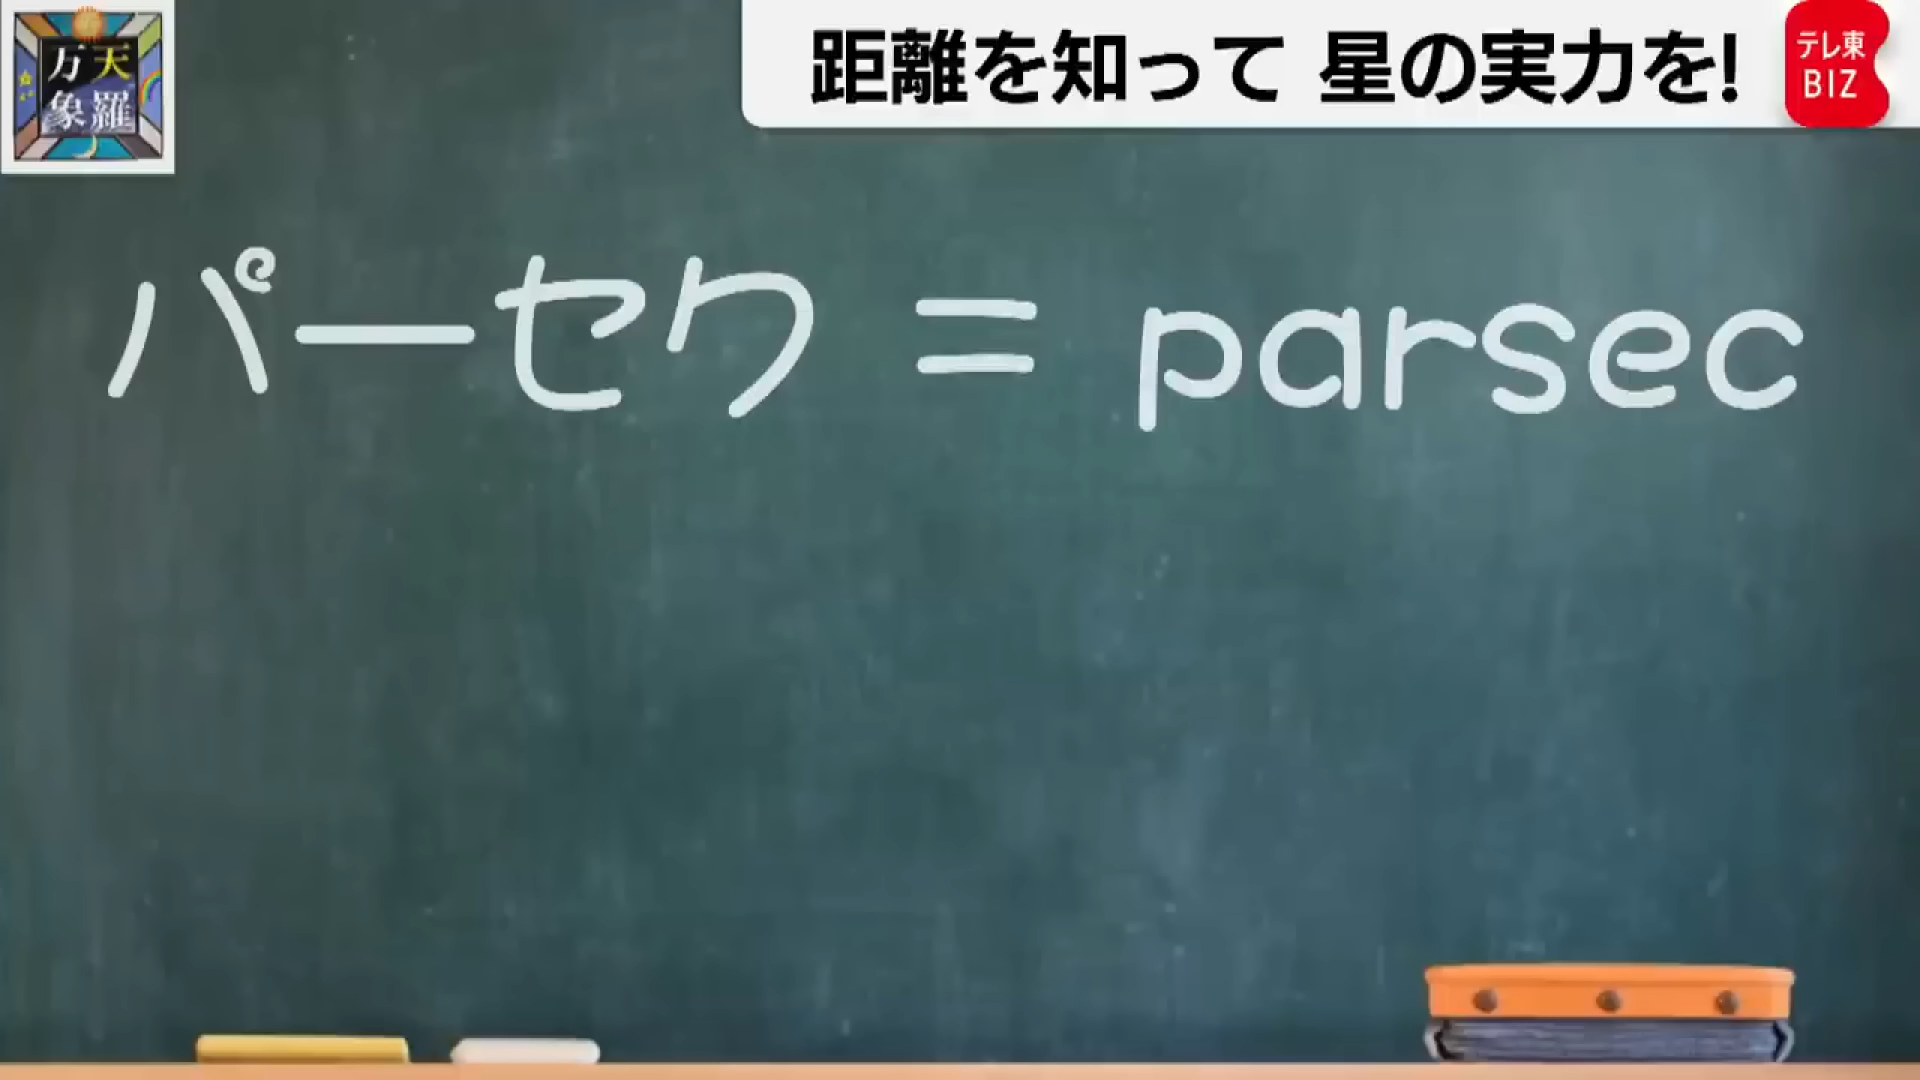 天羅
万象
距離を知って 星の実力を!
テレ東
BIZ
パーセク = parsec